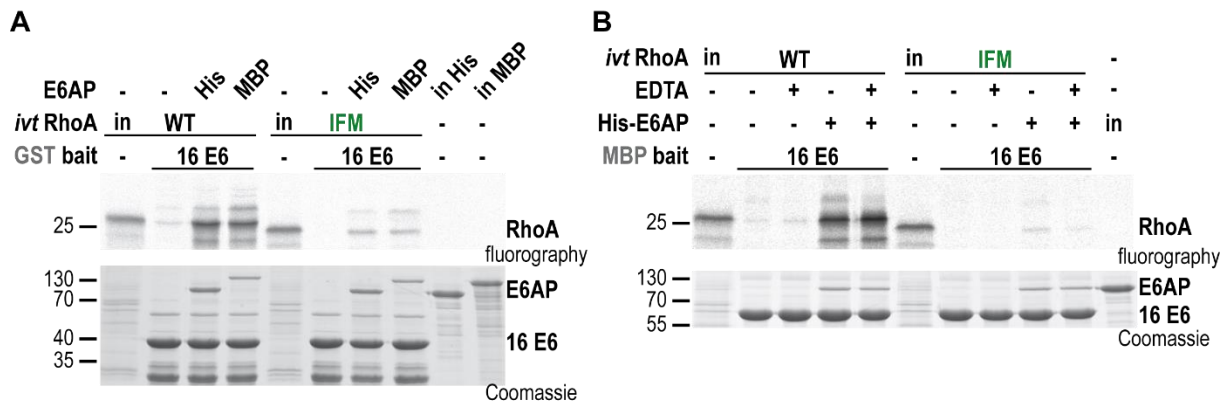 A
E6AP - - His MBP - - His MBP in His in MBP
ivt RhoA in WT in IFM - -
GST bait - 16 E6 - 16 E6 - -
25
RhoA
fluorography
130
70
E6AP
40
16 E6
35
Coomassie
B
ivt RhoA in WT in IFM -
EDTA - - + - + - - + - + -
His-E6AP - - - + + - - - + + in
MBP bait - 16 E6 - 16 E6 -
25
RhoA
fluorography
130
E6AP
70
16 E6
55
Coomassie